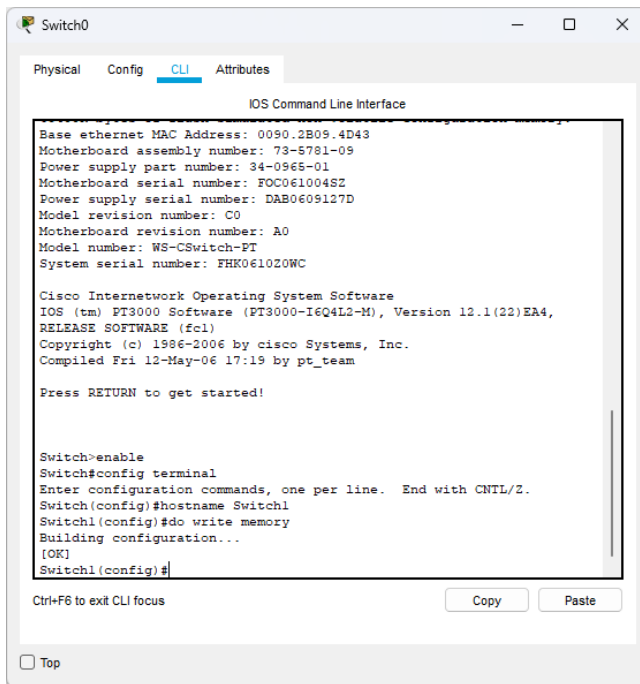 Switch0
Physical Config CLI Attributes
IOS Command Line Interface
Base ethernet MAC Address: 0090.2B09.4D43
Motherboard assembly number: 73-5781-09
Power supply part number: 34-0965-01
Motherboard serial number: FOC061004SZ
Power supply serial number: DAB0609127D
Model revision number: C0
Motherboard revision number: A0
Model number: WS-CSwitch-PT
System serial number: FHK0610Z0WC
Cisco Internetwork Operating System Software
IOS (tm) PT3000 Software (PT3000-I6Q4L2-M), Version 12.1(22)EA4,
RELEASE SOFTWARE (fc1)
Copyright (c) 1986-2006 by cisco Systems, Inc.
Compiled Fri 12-May-06 17:19 by pt_team
Press RETURN to get started!
Switch>enable
Switch#config terminal
Enter configuration commands, one per line. End with CNTL/Z.
Switch(config)#hostname Switch1
Switch1(config)#do write memory
Building configuration...
[OK]
Switch1(config)#
Ctrl+F6 to exit CLI focus
Copy Paste
Top